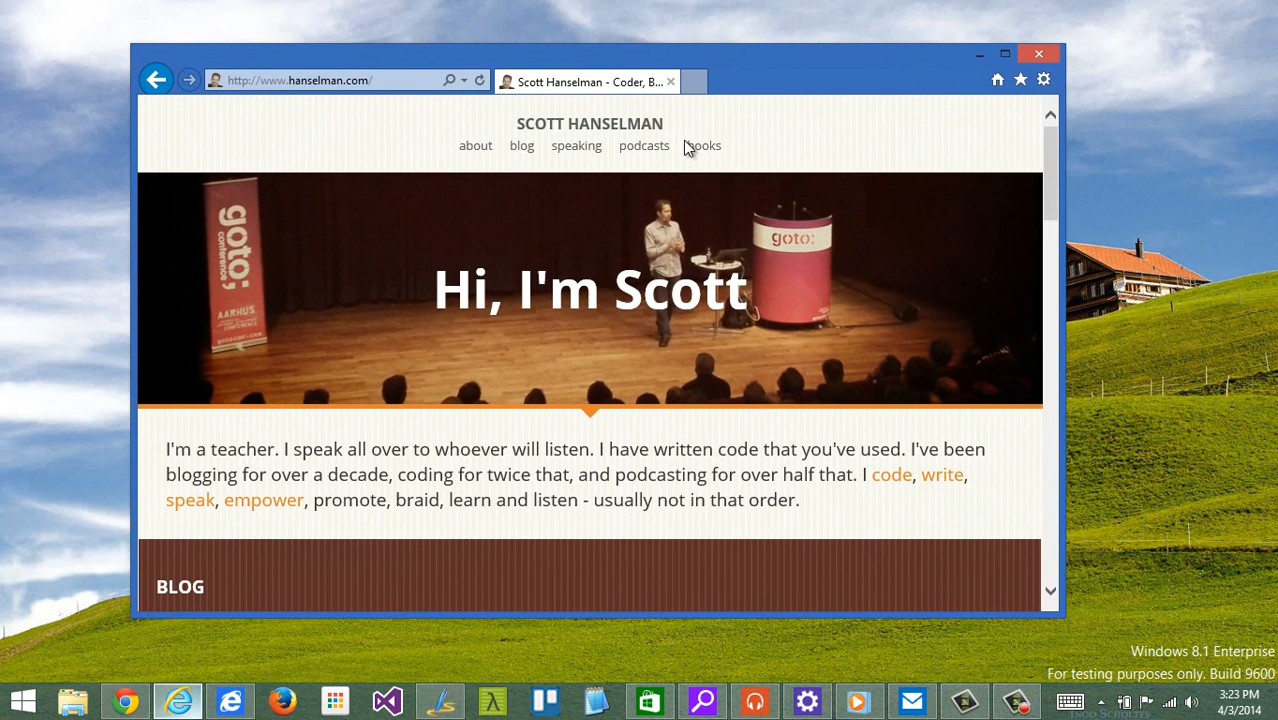 http://www.hanselman.com/
Scott Hanselman - Coder, B...
SCOTT HANSELMAN
about blog speaking podcasts books
goto;
conference
AARHUS
goto;
Hi, I'm Scott
I'm a teacher. I speak all over to whoever will listen. I have written code that you've used. I've been
blogging for over a decade, coding for twice that, and podcasting for over half that. I code, write,
speak, empower, promote, braid, learn and listen - usually not in that order.
BLOG
Windows 8.1 Enterprise
For testing purposes only. Build 9600
3:23 PM
4/3/2014